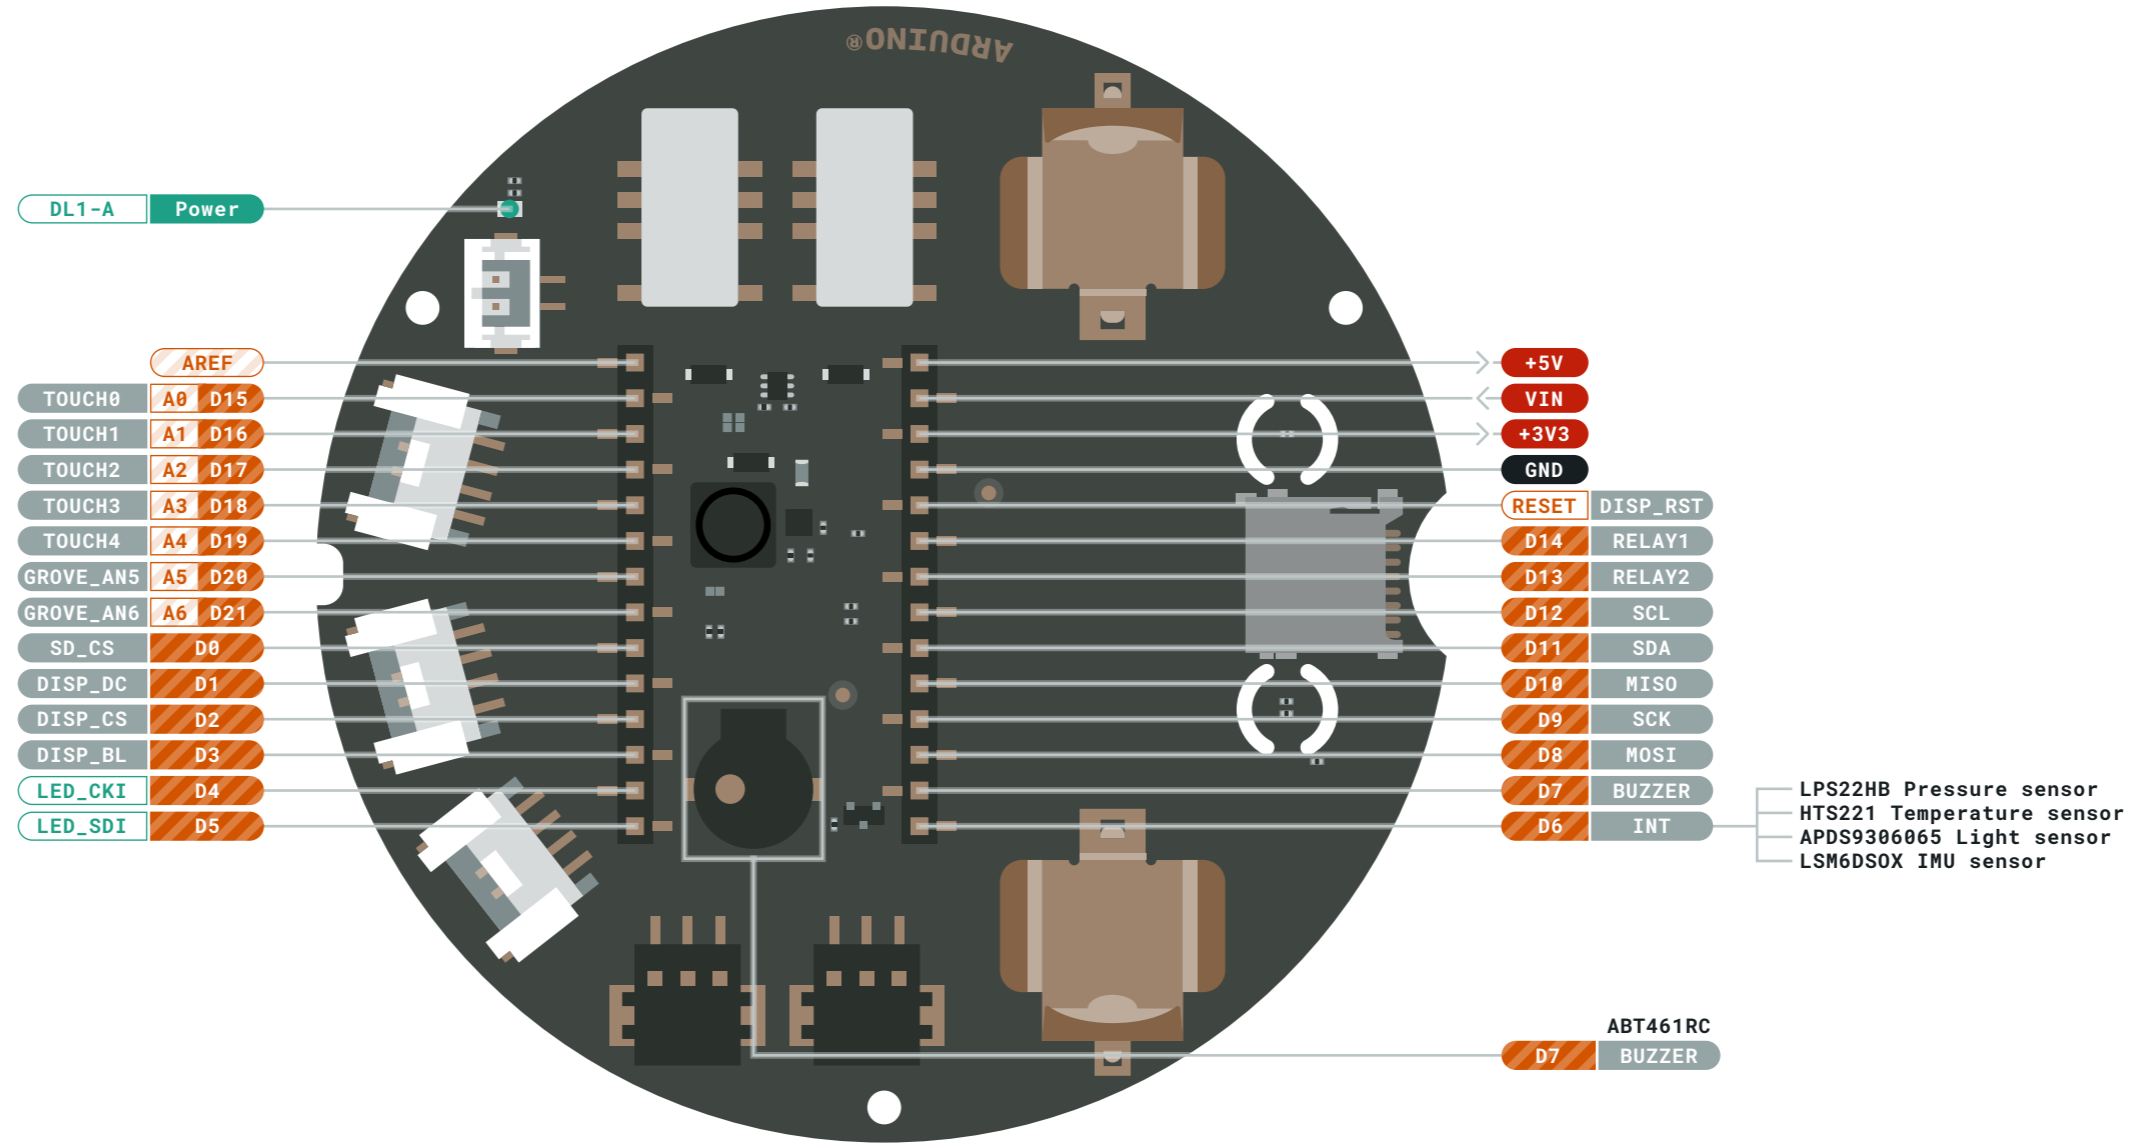 ARDUINO®
DL1-A Power
AREF
TOUCH0 A0 D15
TOUCH1 A1 D16
TOUCH2 A2 D17
TOUCH3 A3 D18
TOUCH4 A4 D19
GROVE_AN5 A5 D20
GROVE_AN6 A6 D21
SD_CS D0
DISP_DC D1
DISP_CS D2
DISP_BL D3
LED_CKI D4
LED_SDI D5
+5V
VIN
+3V3
GND
RESET DISP_RST
D14 RELAY1
D13 RELAY2
D12 SCL
D11 SDA
D10 MISO
D9 SCK
D8 MOSI
D7 BUZZER
D6 INT
LPS22HB Pressure sensor
HTS221 Temperature sensor
APDS9306065 Light sensor
LSM6DSOX IMU sensor
ABT461RC
D7 BUZZER